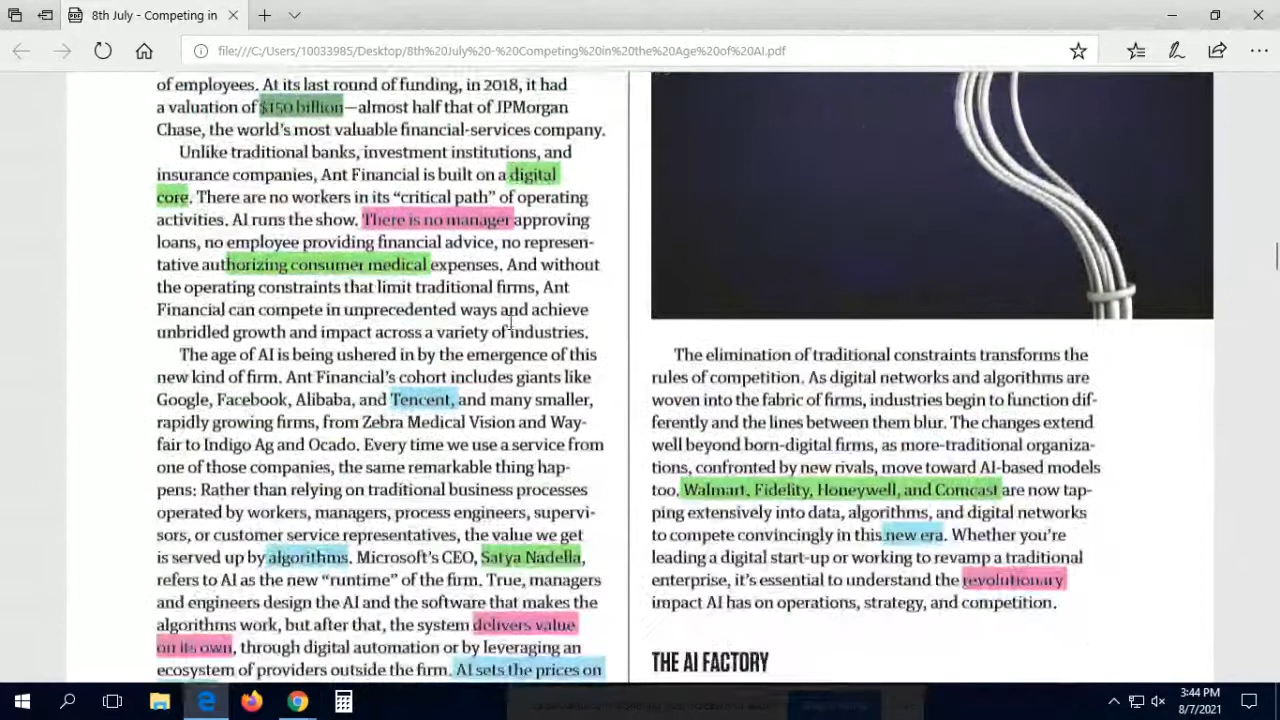 8th July - Competing in
file:///C:/Users/10033985/Desktop/8th%20July%20-%20Competing%20in%20the%20Age%20of%20AI.pdf
of employees. At its last round of funding, in 2018, it had
a valuation of $150 billion—almost half that of JPMorgan
Chase, the world's most valuable financial-services company.
Unlike traditional banks, investment institutions, and
insurance companies, Ant Financial is built on a digital
core. There are no workers in its “critical path” of operating
activities. AI runs the show. There is no manager approving
loans, no employee providing financial advice, no represen-
tative authorizing consumer medical expenses. And without
the operating constraints that limit traditional firms, Ant
Financial can compete in unprecedented ways and achieve
unbridled growth and impact across a variety of industries.
The age of AI is being ushered in by the emergence of this
new kind of firm. Ant Financial's cohort includes giants like
Google, Facebook, Alibaba, and Tencent, and many smaller,
rapidly growing firms, from Zebra Medical Vision and Way-
fair to Indigo Ag and Ocado. Every time we use a service from
one of those companies, the same remarkable thing hap-
pens: Rather than relying on traditional business processes
operated by workers, managers, process engineers, supervi-
sors, or customer service representatives, the value we get
is served up by algorithms. Microsoft's CEO, Satya Nadella,
refers to AI as the new “runtime” of the firm. True, managers
and engineers design the AI and the software that makes the
algorithms work, but after that, the system delivers value
on its own, through digital automation or by leveraging an
ecosystem of providers outside the firm. AI sets the prices on
The elimination of traditional constraints transforms the
rules of competition. As digital networks and algorithms are
woven into the fabric of firms, industries begin to function dif-
ferently and the lines between them blur. The changes extend
well beyond born-digital firms, as more-traditional organiza-
tions, confronted by new rivals, move toward AI-based models
too. Walmart, Fidelity, Honeywell, and Comcast are now tap-
ping extensively into data, algorithms, and digital networks
to compete convincingly in this new era. Whether you're
leading a digital start-up or working to revamp a traditional
enterprise, it's essential to understand the revolutionary
impact AI has on operations, strategy, and competition.
THE AI FACTORY
3:44 PM
8/7/2021